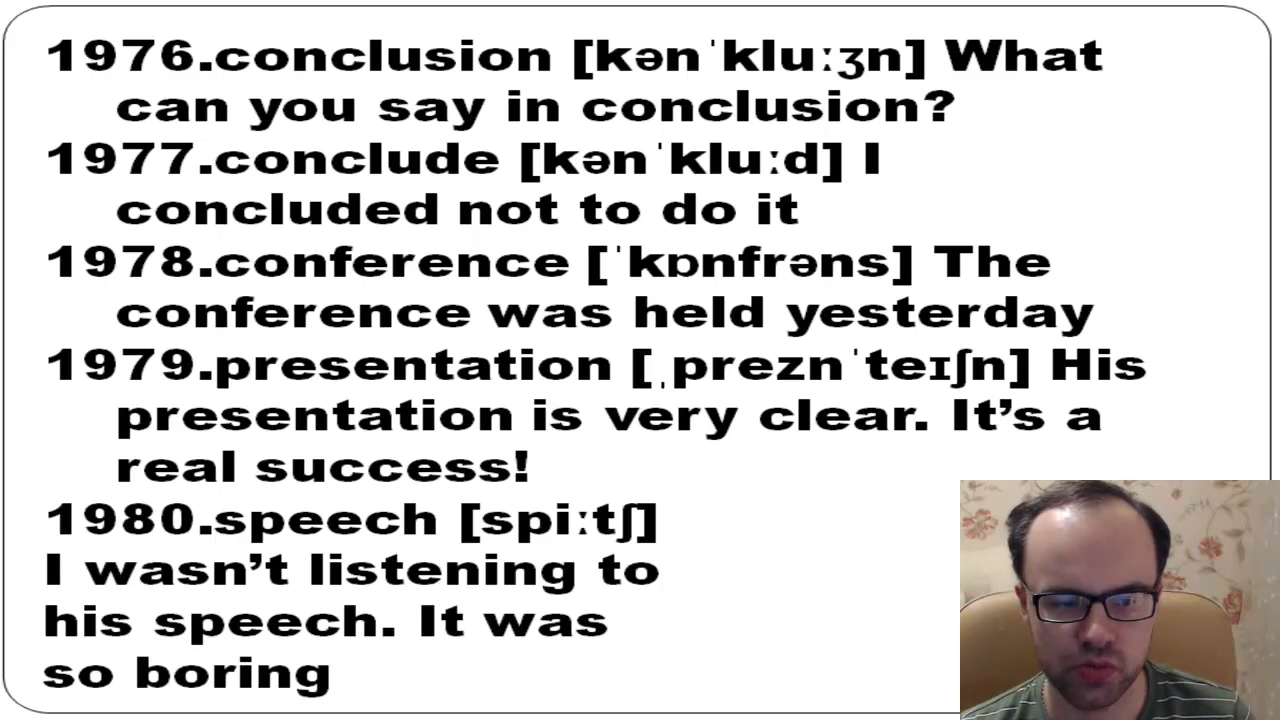 1976.conclusion [kənˈkluːʒn] What
can you say in conclusion?
1977.conclude [kənˈkluːd] I
concluded not to do it
1978.conference [ˈkɒnfrəns] The
conference was held yesterday
1979.presentation [ˌpreznˈteɪʃn] His
presentation is very clear. It’s a
real success!
1980.speech [spiːtʃ]
I wasn’t listening to
his speech. It was
so boring